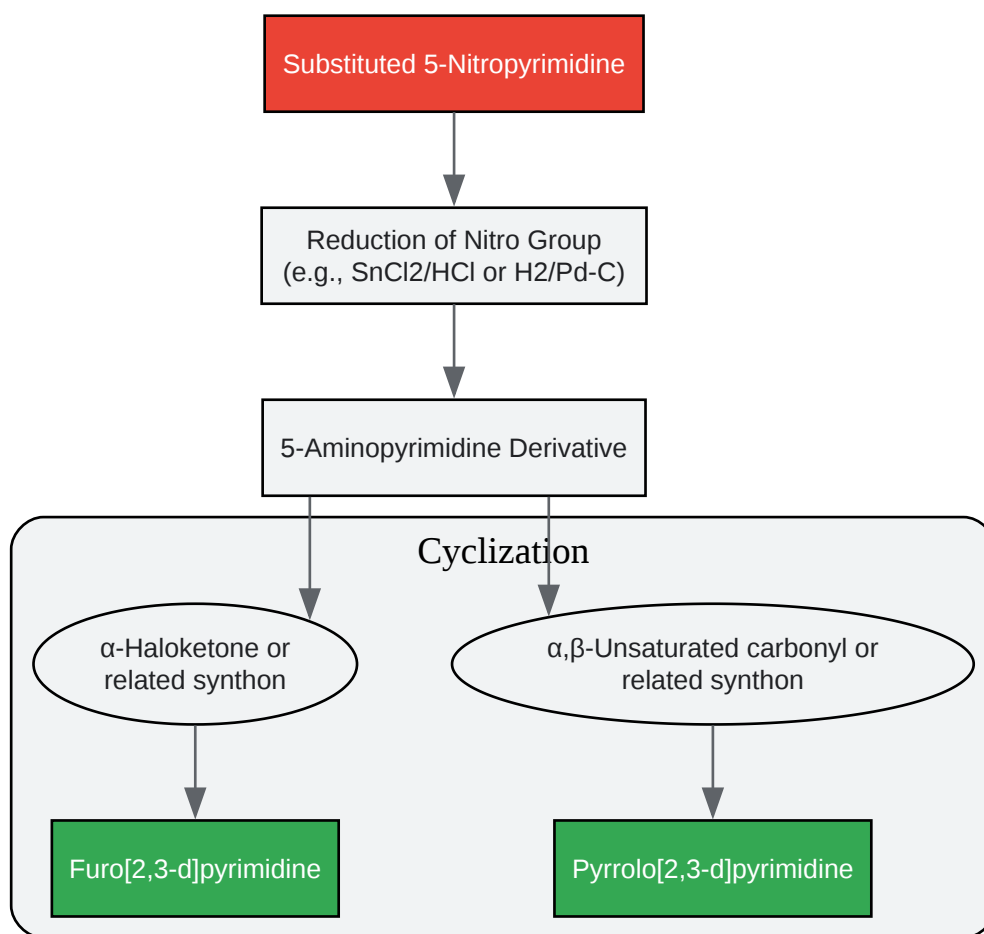 Substituted 5-Nitropyrimidine
Reduction of Nitro Group
(e.g., SnCl2/HCl or H2/Pd-C)
5-Aminopyrimidine Derivative
Cyclization
α-Haloketone or
related synthon
α,β-Unsaturated carbonyl or
related synthon
Furo[2,3-d]pyrimidine
Pyrrolo[2,3-d]pyrimidine